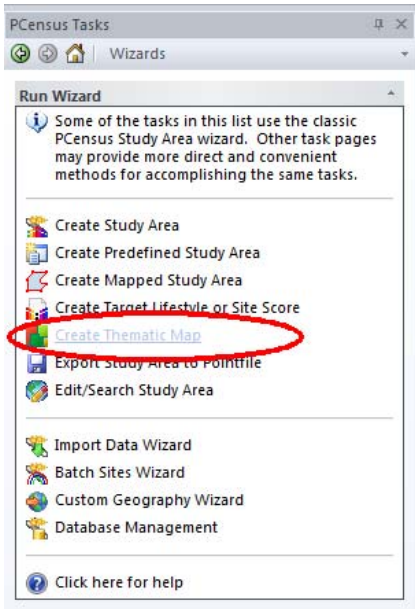 PCensus Tasks
Wizards
Run Wizard
Some of the tasks in this list use the classic
PCensus Study Area wizard. Other task pages
may provide more direct and convenient
methods for accomplishing the same tasks.
Create Study Area
Create Predefined Study Area
Create Mapped Study Area
Create Target Lifestyle or Site Score
Create Thematic Map
Export Study Area to Pointfile
Edit/Search Study Area
Import Data Wizard
Batch Sites Wizard
Custom Geography Wizard
Database Management
Click here for help